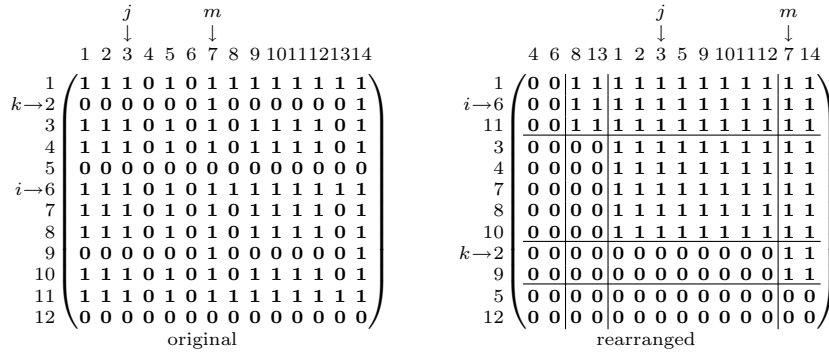 j m j m
↓ ↓ ↓ ↓
1 2 3 4 5 6 7 8 9 10 11 12 13 14 4 6 8 13 1 2 3 5 9 10 11 12 7 14
1 1 1 1 0 1 0 1 1 1 1 1 1 1 1 1 0 0 1 1 1 1 1 1 1 1 1 1 1 1
k→2 0 0 0 0 0 0 1 0 0 0 0 0 0 1 i→6 0 0 1 1 1 1 1 1 1 1 1 1 1 1
3 1 1 1 0 1 0 1 0 1 1 1 1 0 1 11 0 0 1 1 1 1 1 1 1 1 1 1 1 1
4 1 1 1 0 1 0 1 0 1 1 1 1 0 1 3 0 0 0 0 1 1 1 1 1 1 1 1 1 1
5 0 0 0 0 0 0 0 0 0 0 0 0 0 0 4 0 0 0 0 1 1 1 1 1 1 1 1 1 1
i→6 1 1 1 0 1 0 1 1 1 1 1 1 1 1 7 0 0 0 0 1 1 1 1 1 1 1 1 1 1
7 1 1 1 0 1 0 1 0 1 1 1 1 0 1 8 0 0 0 0 1 1 1 1 1 1 1 1 1 1
8 1 1 1 0 1 0 1 0 1 1 1 1 0 1 10 0 0 0 0 1 1 1 1 1 1 1 1 1 1
9 0 0 0 0 0 0 1 0 0 0 0 0 0 1 k→2 0 0 0 0 0 0 0 0 0 0 0 0 1 1
10 1 1 1 0 1 0 1 0 1 1 1 1 0 1 9 0 0 0 0 0 0 0 0 0 0 0 0 1 1
11 1 1 1 0 1 0 1 1 1 1 1 1 1 1 5 0 0 0 0 0 0 0 0 0 0 0 0 0 0
12 0 0 0 0 0 0 0 0 0 0 0 0 0 0 12 0 0 0 0 0 0 0 0 0 0 0 0 0 0
original rearranged